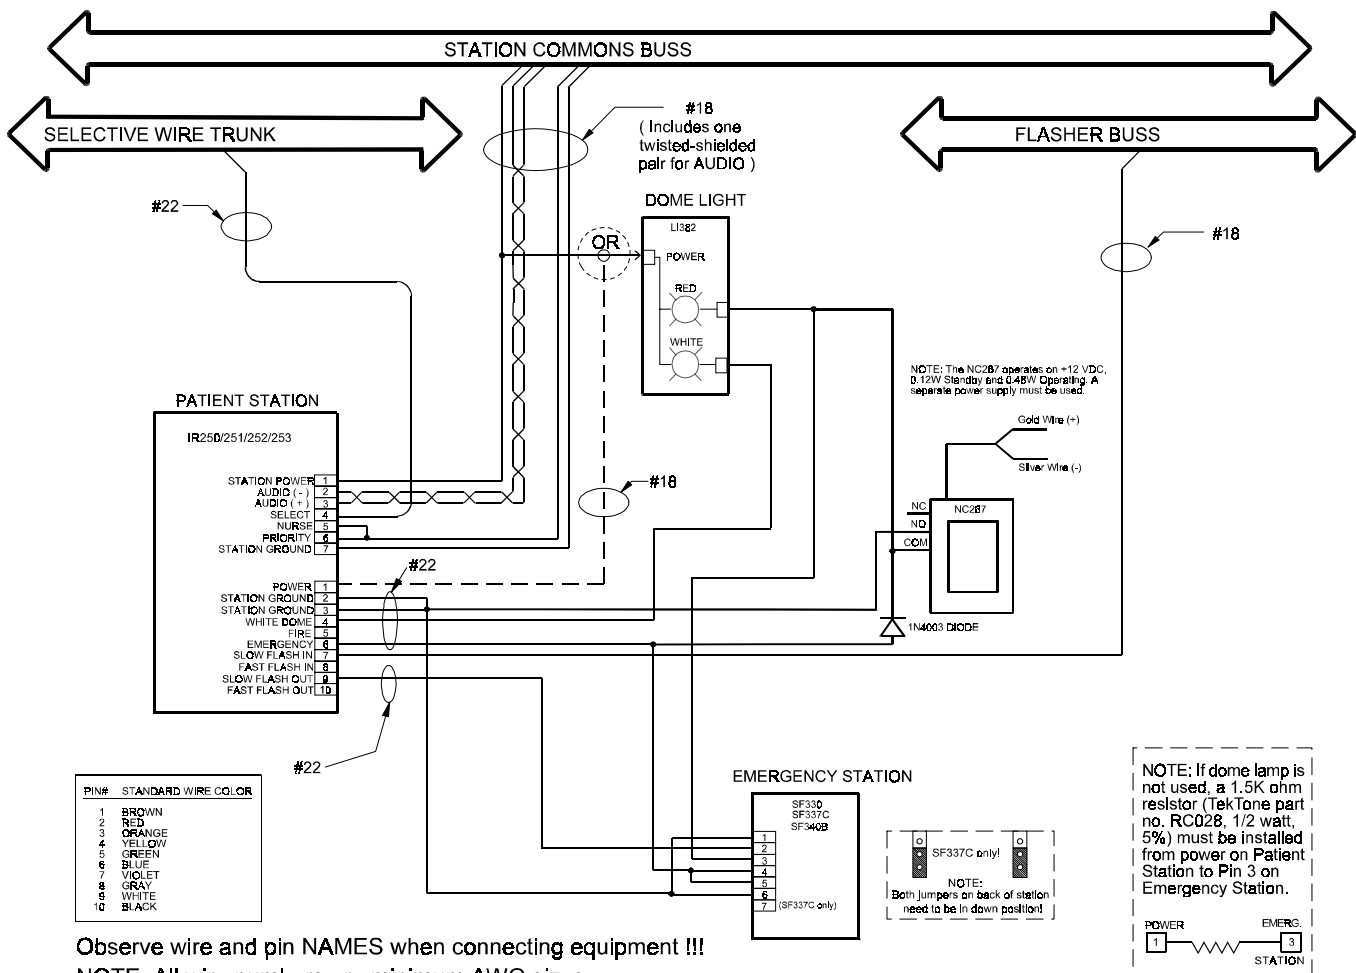 STATION COMMONS BUSS
SELECTIVE WIRE TRUNK
FLASHER BUSS
#18
( Includes one
twisted-shielded
pair for AUDIO )
#22
#18
DOME LIGHT
LI382
OR
POWER
RED
WHITE
NOTE: The NC267 operates on +12 VDC,
0.12W Standby and 0.48W Operating. A
separate power supply must be used.
Gold Wire (+)
Silver Wire (-)
PATIENT STATION
IR250/251/252/253
STATION POWER 1
AUDIO ( - ) 2
AUDIO ( + ) 3
SELECT 4
NURSE 5
PRIORITY 6
STATION GROUND 7
#18
NC267
NC
NO
COM
#22
POWER 1
STATION GROUND 2
STATION GROUND 3
WHITE DOME 4
FIRE 5
EMERGENCY 6
SLOW FLASH IN 7
FAST FLASH IN 8
SLOW FLASH OUT 9
FAST FLASH OUT 10
1N4003 DIODE
#22
PIN# STANDARD WIRE COLOR
1 BROWN
2 RED
3 ORANGE
4 YELLOW
5 GREEN
6 BLUE
7 VIOLET
8 GRAY
9 WHITE
10 BLACK
EMERGENCY STATION
SF330
SF337C
SF340B
1
2
3
4
5
6
7 (SF337C only)
SF337C only!
NOTE:
Both jumpers on back of station
need to be in down position!
NOTE: If dome lamp is
not used, a 1.5K ohm
resistor (TekTone part
no. RC028, 1/2 watt,
5%) must be installed
from power on Patient
Station to Pin 3 on
Emergency Station.
POWER
1
EMERG.
3
STATION
Observe wire and pin NAMES when connecting equipment !!!